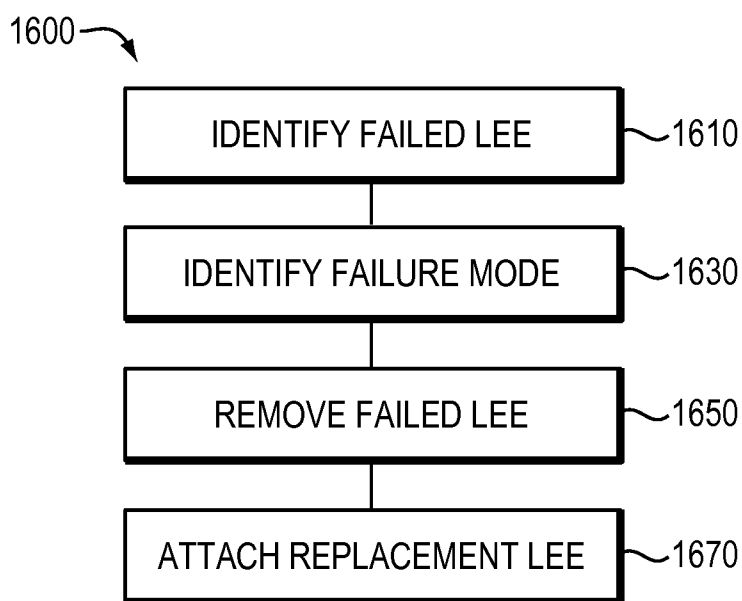 1600
IDENTIFY FAILED LEE
1610
IDENTIFY FAILURE MODE
1630
REMOVE FAILED LEE
1650
ATTACH REPLACEMENT LEE
1670